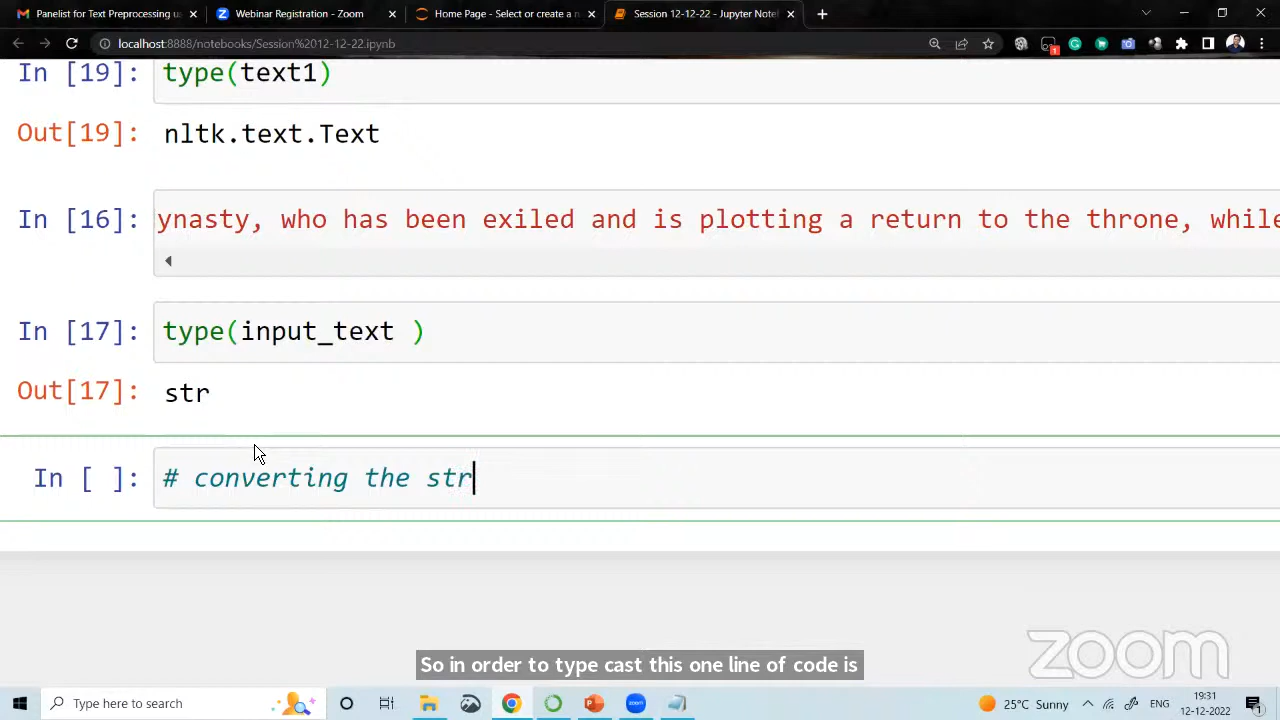 Panelist for Text Preprocessing u
Webinar Registration - Zoom
Home Page - Select or create a n
Session 12-12-22 - Jupyter Note
localhost:8888/notebooks/Session%2012-12-22.ipynb
In [19]: type(text1)
Out[19]: nltk.text.Text
In [16]: ynasty, who has been exiled and is plotting a return to the throne, while
In [17]: type(input_text )
Out[17]: str
In [ ]: # converting the str
So in order to type cast this one line of code is
zoom
Type here to search
zoom
25°C Sunny
ENG
19:31
12-12-2022
1